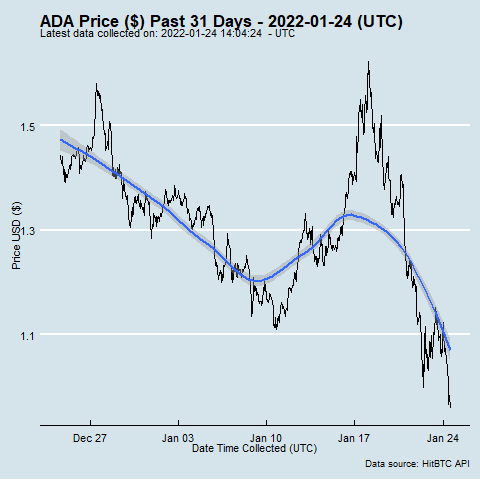 ADA Price ($) Past 31 Days - 2022-01-24 (UTC)
Latest data collected on: 2022-01-24 14:04:24 - UTC
1.5
1.3
1.1
Price USD ($)
Dec 27 Jan 03 Jan 10 Jan 17 Jan 24
Date Time Collected (UTC)
Data source: HitBTC API